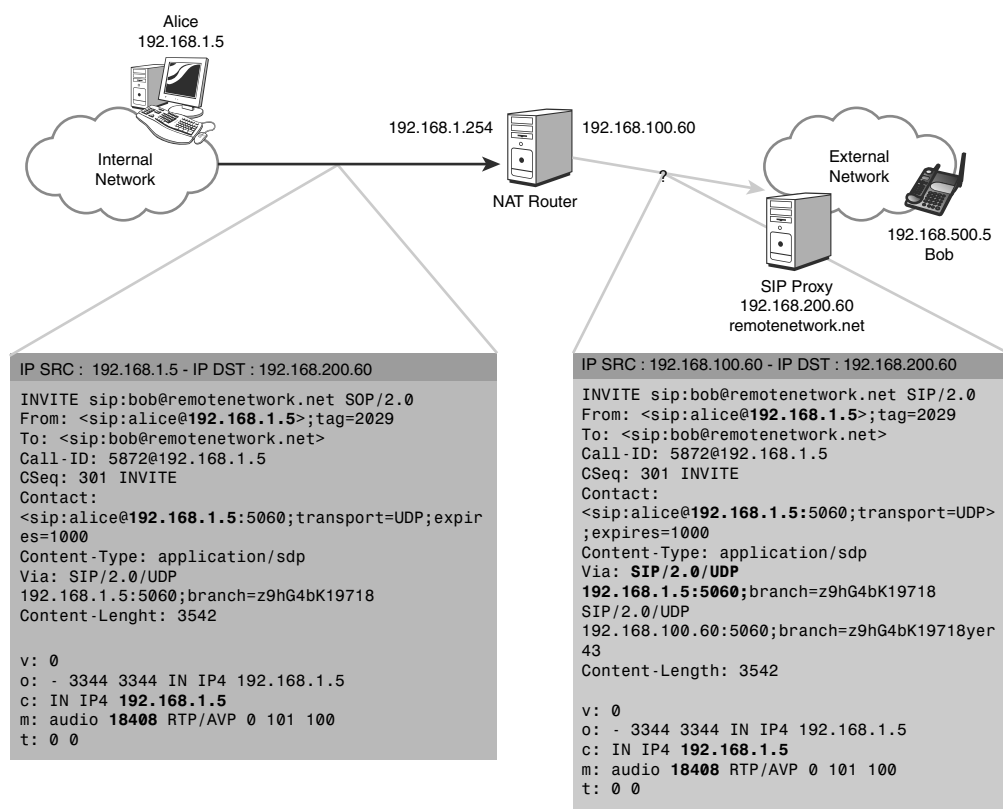 Alice
192.168.1.5
Internal
Network
192.168.1.254
192.168.100.60
NAT Router
?
External
Network
192.168.500.5
Bob
SIP Proxy
192.168.200.60
remotenetwork.net
IP SRC : 192.168.1.5 - IP DST : 192.168.200.60
INVITE sip:bob@remotenetwork.net SOP/2.0
From: <sip:alice@192.168.1.5>;tag=2029
To: <sip:bob@remotenetwork.net>
Call-ID: 5872@192.168.1.5
CSeq: 301 INVITE
Contact:
<sip:alice@192.168.1.5:5060;transport=UDP;expir
es=1000
Content-Type: application/sdp
Via: SIP/2.0/UDP
192.168.1.5:5060;branch=z9hG4bK19718
Content-Lenght: 3542
v: 0
o: - 3344 3344 IN IP4 192.168.1.5
c: IN IP4 192.168.1.5
m: audio 18408 RTP/AVP 0 101 100
t: 0 0
IP SRC : 192.168.100.60 - IP DST : 192.168.200.60
INVITE sip:bob@remotenetwork.net SIP/2.0
From: <sip:alice@192.168.1.5>;tag=2029
To: <sip:bob@remotenetwork.net>
Call-ID: 5872@192.168.1.5
CSeq: 301 INVITE
Contact:
<sip:alice@192.168.1.5:5060;transport=UDP>
;expires=1000
Content-Type: application/sdp
Via: SIP/2.0/UDP
192.168.1.5:5060;branch=z9hG4bK19718
SIP/2.0/UDP
192.168.100.60:5060;branch=z9hG4bK19718yer
43
Content-Length: 3542
v: 0
o: - 3344 3344 IN IP4 192.168.1.5
c: IN IP4 192.168.1.5
m: audio 18408 RTP/AVP 0 101 100
t: 0 0